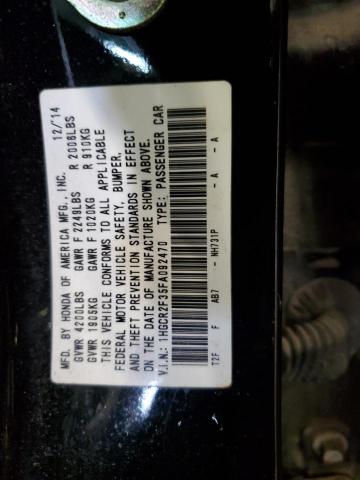 MFD. BY HONDA OF AMERICA MFG., INC. 12/'14
GVWR 4200LBS GAWR F 2249LBS R 2008LBS
GVWR 1905KG GAWR F 1020KG R 910KG
THIS VEHICLE CONFORMS TO ALL APPLICABLE
FEDERAL MOTOR VEHICLE SAFETY, BUMPER,
AND THEFT PREVENTION STANDARDS IN EFFECT
ON THE DATE OF MANUFACTURE SHOWN ABOVE.
V.I.N.: 1HGCR2F35FA092470 TYPE: PASSENGER CAR
T2F F AB7 - NH731P - A - A